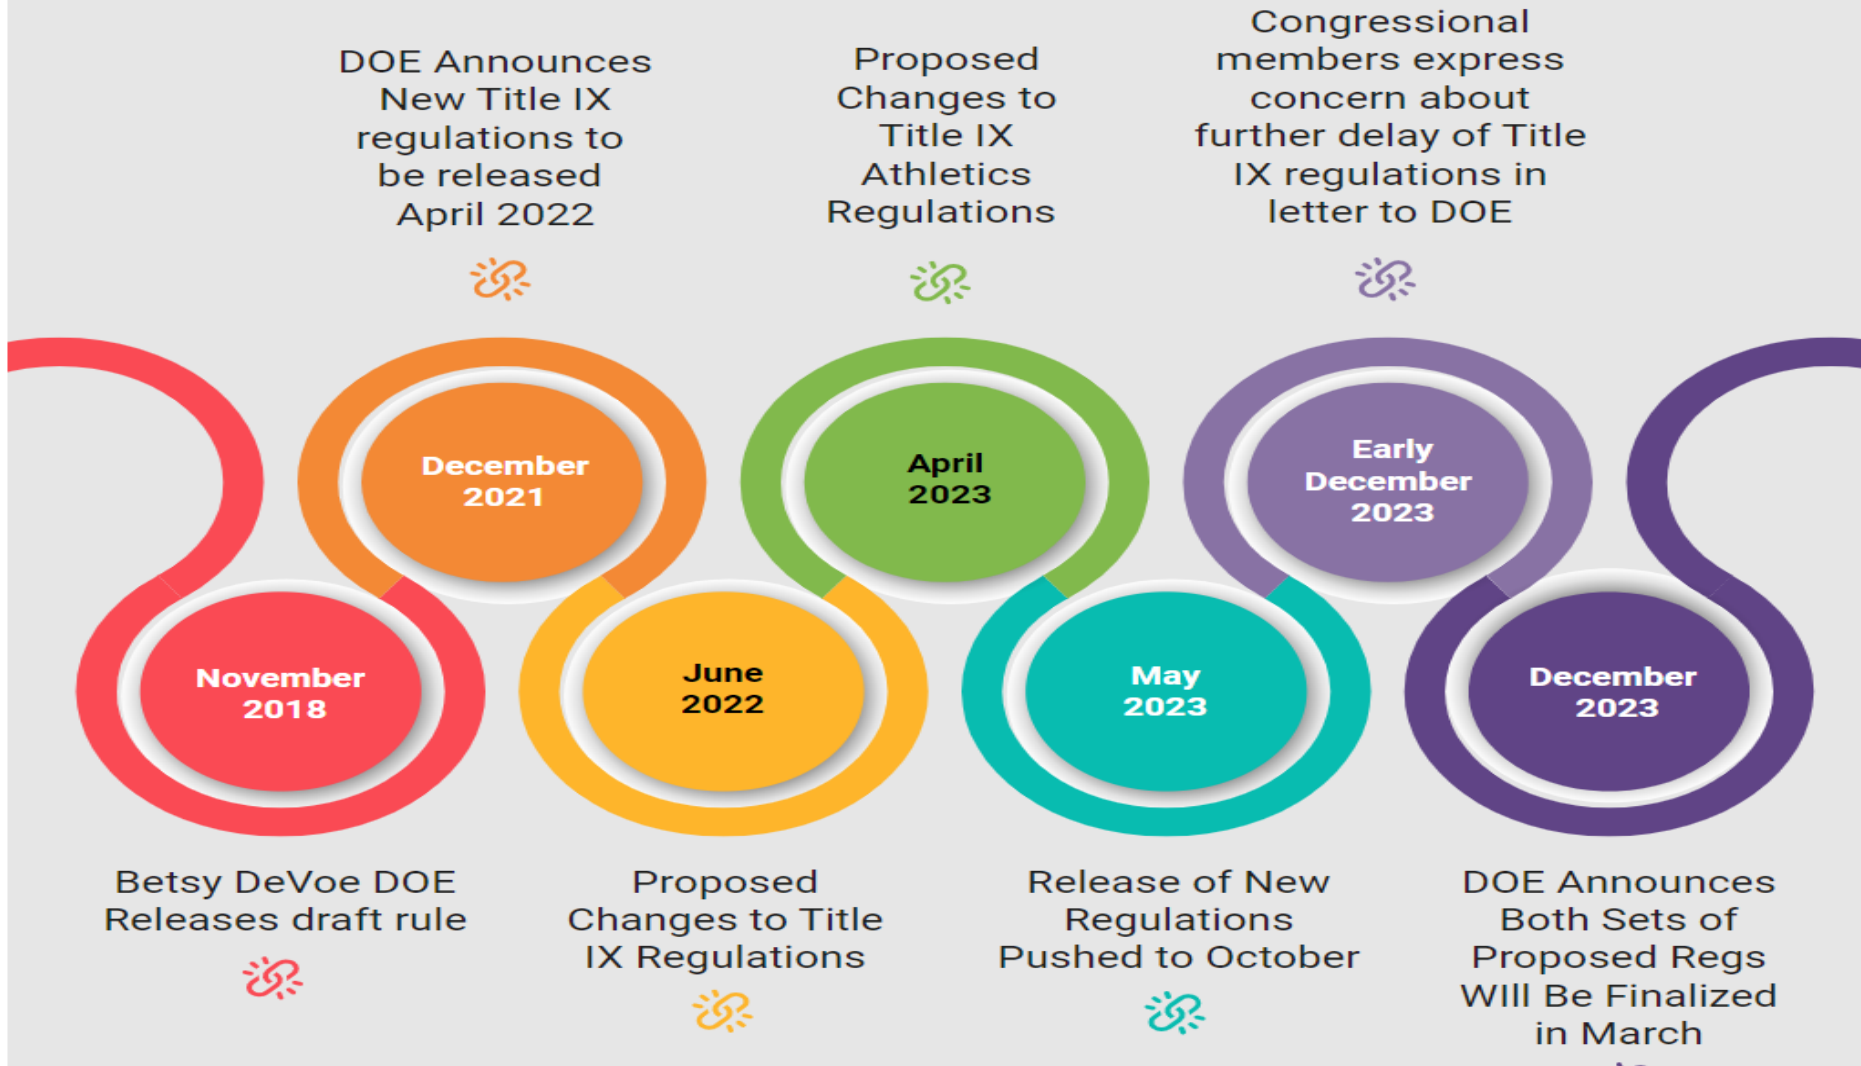 DOE Announces
New Title IX
regulations to
be released
April 2022
Proposed
Changes to
Title IX
Athletics
Regulations
Congressional
members express
concern about
further delay of Title
IX regulations in
letter to DOE
December
2021
April
2023
Early
December
2023
November
2018
June
2022
May
2023
December
2023
Betsy DeVoe DOE
Releases draft rule
Proposed
Changes to Title
IX Regulations
Release of New
Regulations
Pushed to October
DOE Announces
Both Sets of
Proposed Regs
WIll Be Finalized
in March